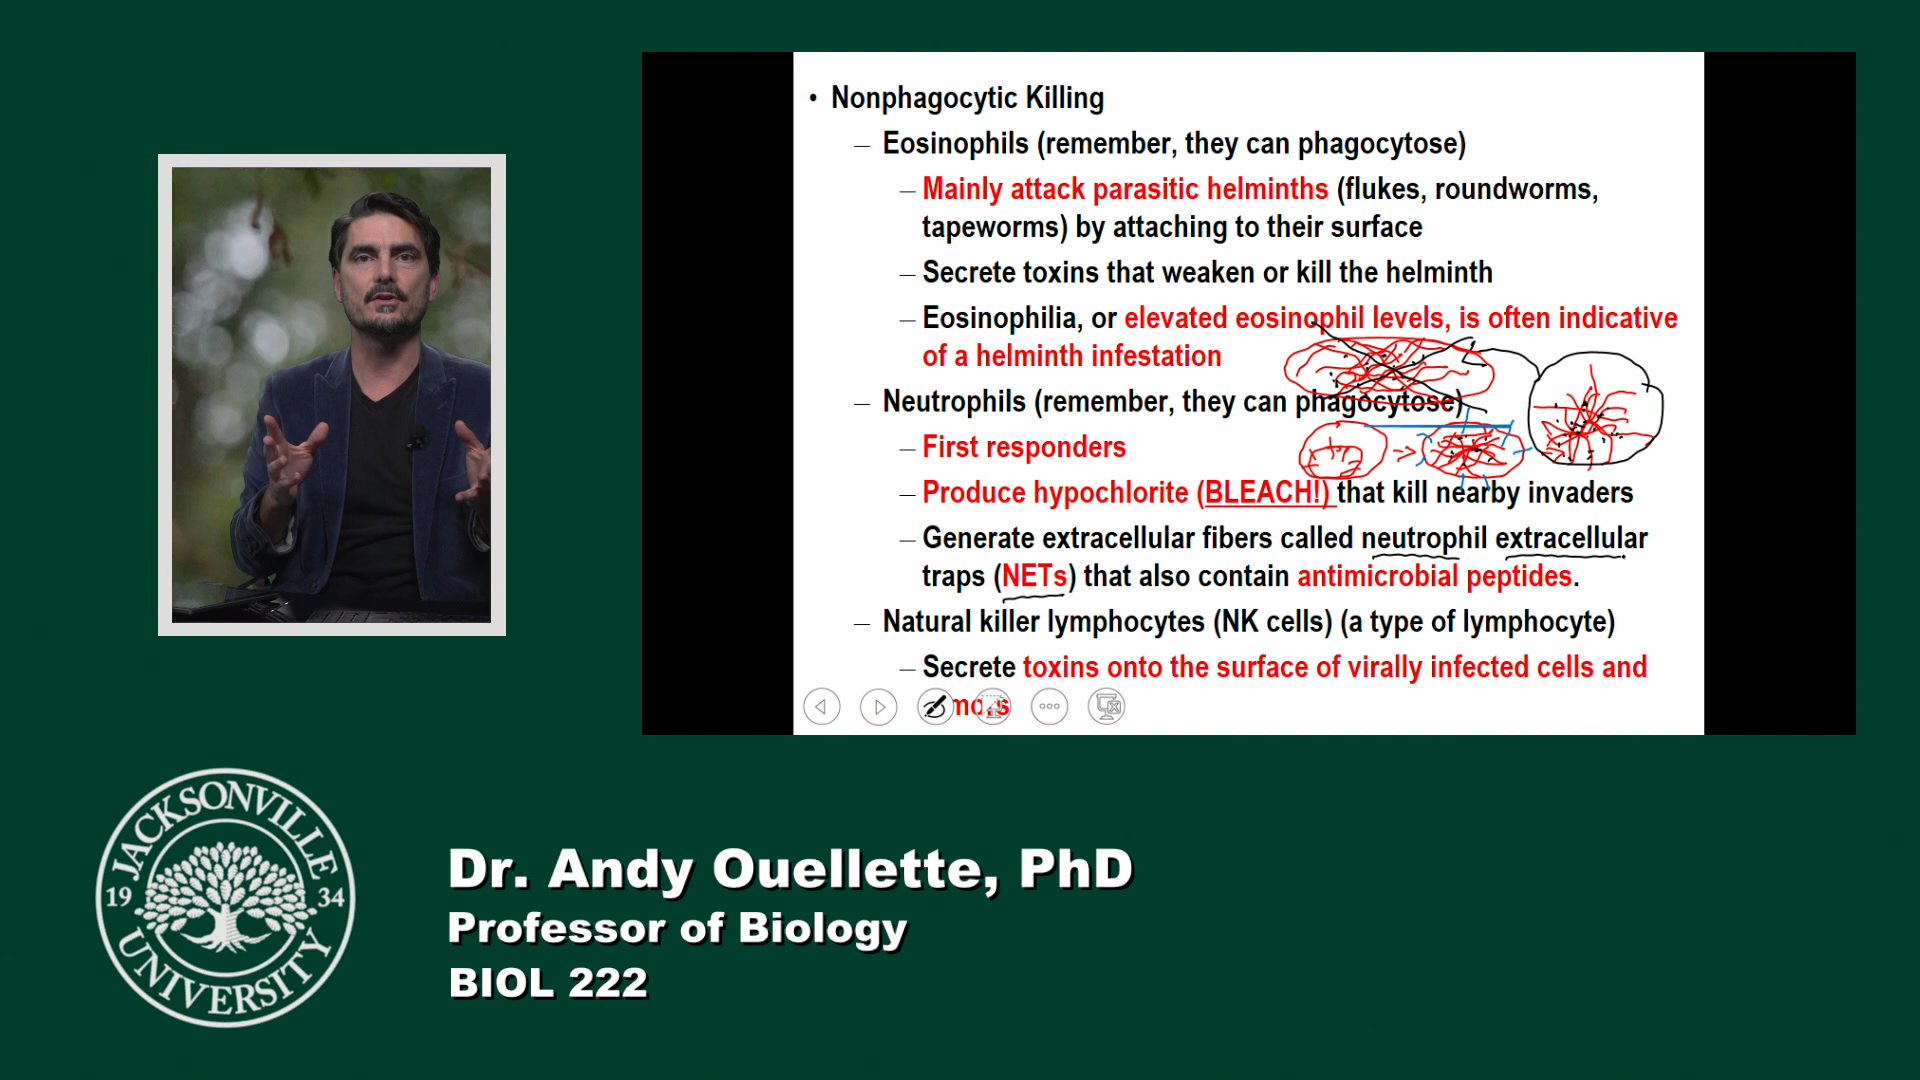 • Nonphagocytic Killing
– Eosinophils (remember, they can phagocytose)
– Mainly attack parasitic helminths (flukes, roundworms,
tapeworms) by attaching to their surface
– Secrete toxins that weaken or kill the helminth
– Eosinophilia, or elevated eosinophil levels, is often indicative
of a helminth infestation
– Neutrophils (remember, they can phagocytose)
– First responders
– Produce hypochlorite (BLEACH!) that kill nearby invaders
– Generate extracellular fibers called neutrophil extracellular
traps (NETs) that also contain antimicrobial peptides.
– Natural killer lymphocytes (NK cells) (a type of lymphocyte)
– Secrete toxins onto the surface of virally infected cells and
JACKSONVILLE
19 34
UNIVERSITY
Dr. Andy Ouellette, PhD
Professor of Biology
BIOL 222